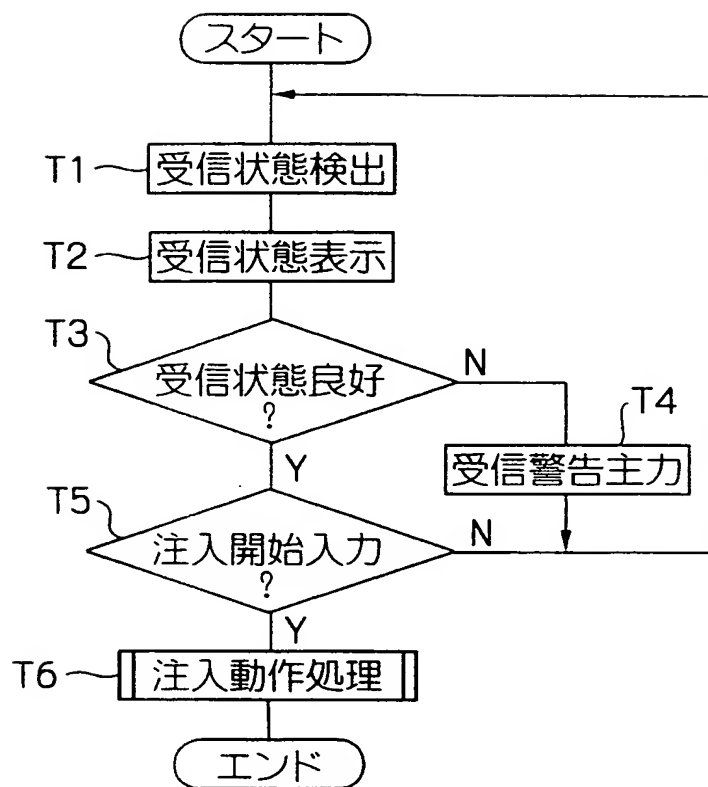 スタート
T1
受信状態検出
T2
受信状態表示
T3
受信状態良好
?
N
T4
受信警告主力
Y
T5
注入開始入力
?
N
Y
T6
注入動作処理
エンド